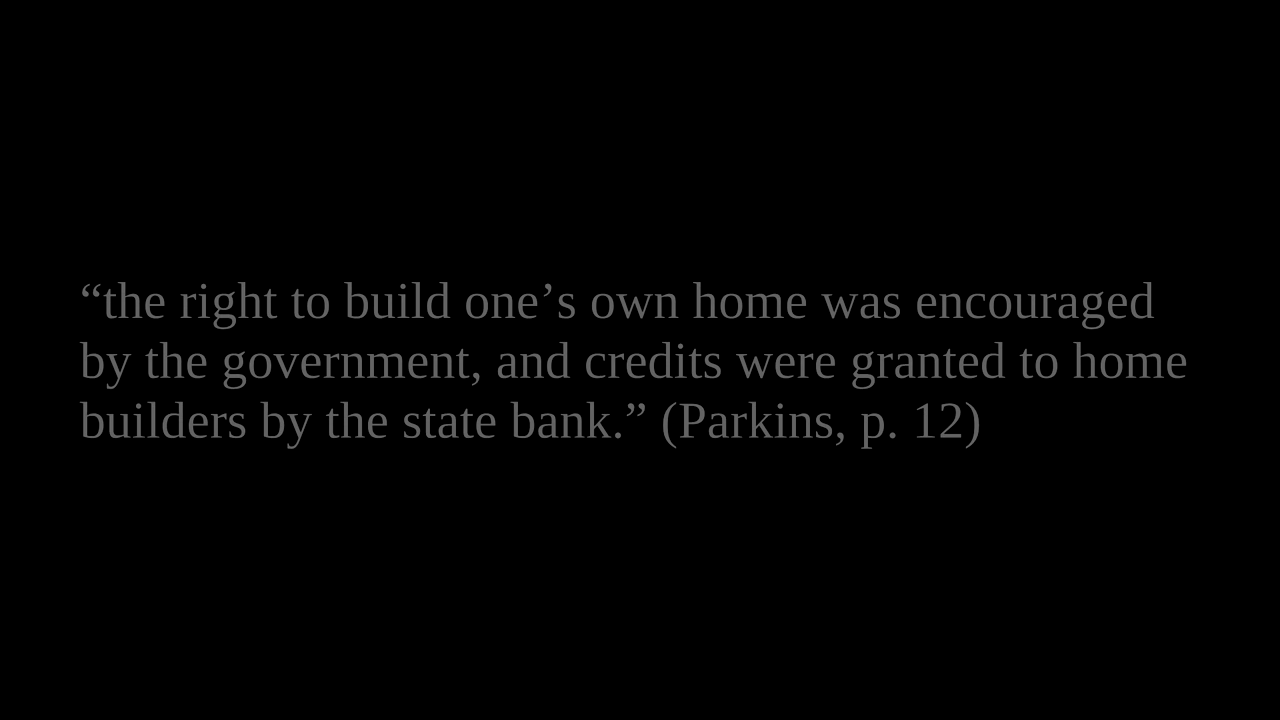 “the right to build one’s own home was encouraged
by the government, and credits were granted to home
builders by the state bank.” (Parkins, p. 12)